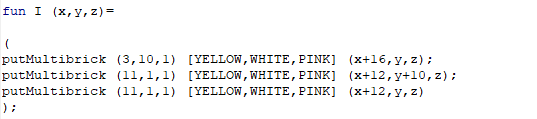 fun I (x,y,z)=
(
putMultibrick (3,10,1) [YELLOW,WHITE,PINK] (x+16,y,z);
putMultibrick (11,1,1) [YELLOW,WHITE,PINK] (x+12,y+10,z);
putMultibrick (11,1,1) [YELLOW,WHITE,PINK] (x+12,y,z)
);